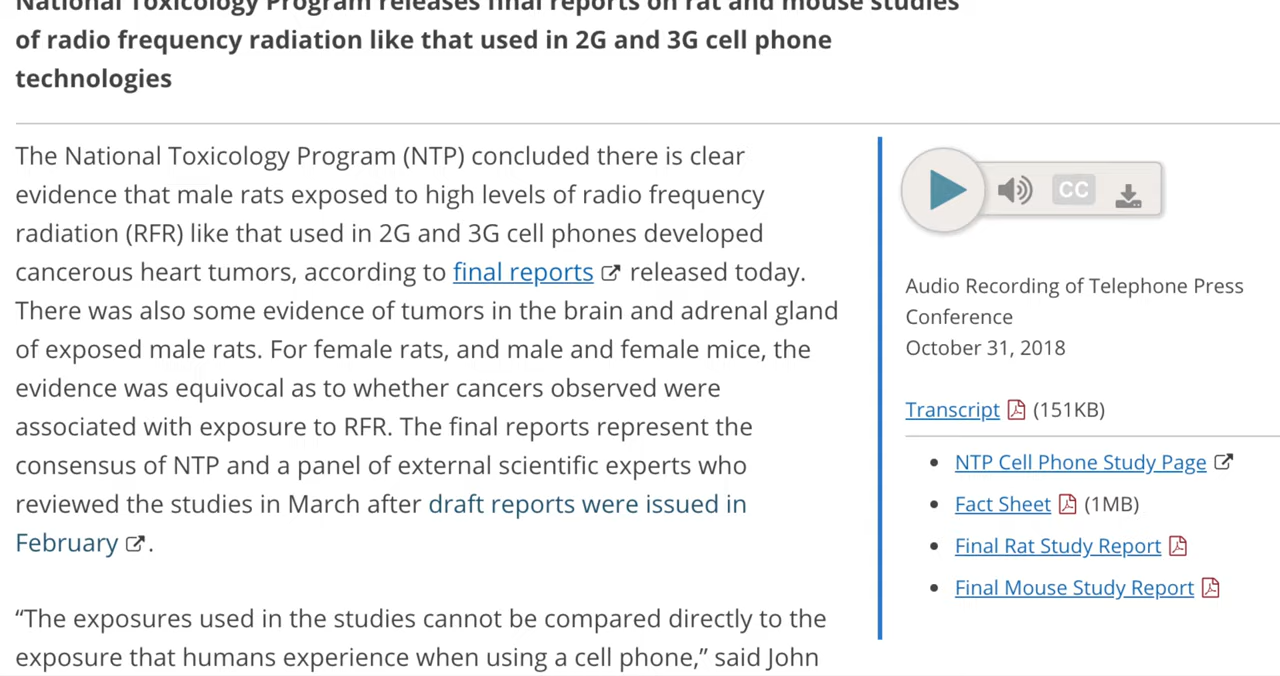 National Toxicology Program releases final reports on rat and mouse studies
of radio frequency radiation like that used in 2G and 3G cell phone
technologies
The National Toxicology Program (NTP) concluded there is clear
evidence that male rats exposed to high levels of radio frequency
radiation (RFR) like that used in 2G and 3G cell phones developed
cancerous heart tumors, according to final reports released today.
There was also some evidence of tumors in the brain and adrenal gland
of exposed male rats. For female rats, and male and female mice, the
evidence was equivocal as to whether cancers observed were
associated with exposure to RFR. The final reports represent the
consensus of NTP and a panel of external scientific experts who
reviewed the studies in March after draft reports were issued in
February .
“The exposures used in the studies cannot be compared directly to the
exposure that humans experience when using a cell phone,” said John
CC
Audio Recording of Telephone Press
Conference
October 31, 2018
Transcript (151KB)
NTP Cell Phone Study Page
Fact Sheet (1MB)
Final Rat Study Report
Final Mouse Study Report